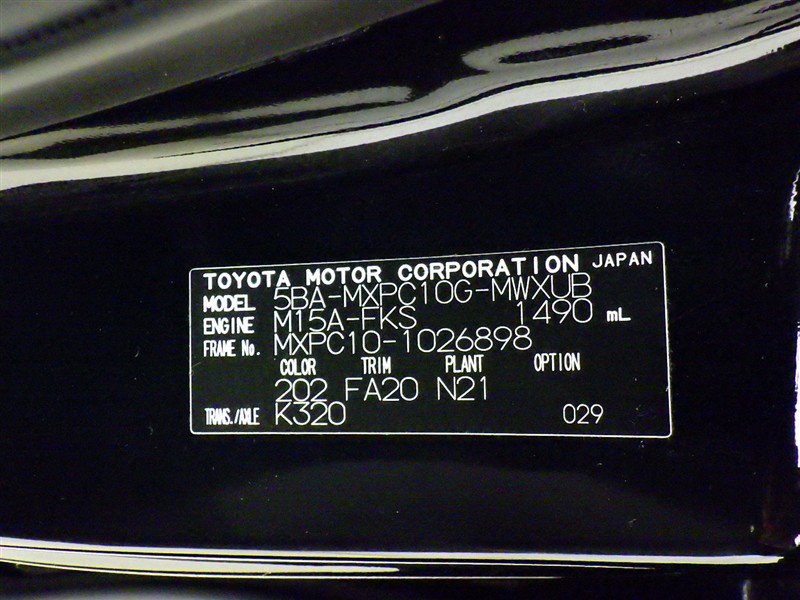 TOYOTA MOTOR CORPORATION JAPAN
MODEL 5BA-MXPC10G-MWXUB
ENGINE M15A-FKS 1490 mL
FRAME No. MXPC10-1026898
COLOR TRIM PLANT OPTION
202 FA20 N21
TRANS./AXLE K320 029